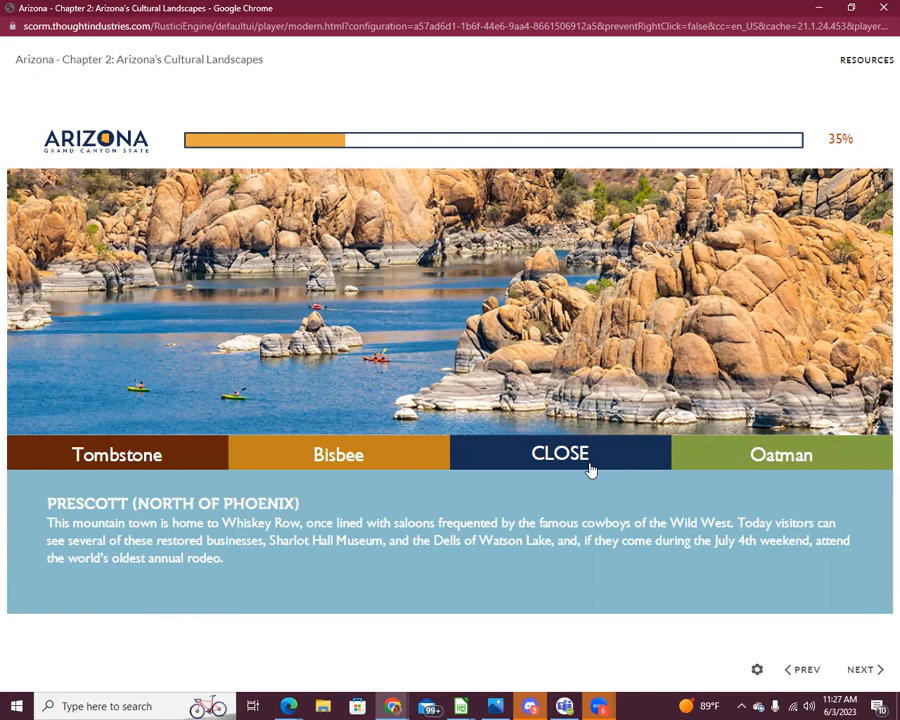 Arizona - Chapter 2: Arizona's Cultural Landscapes - Google Chrome
scorm.thoughtindustries.com/RusticiEngine/defaultui/player/modern.html?configuration=a57ad6d1-1b6f-44e6-9aa4-8661506912a5&preventRightClick=false&cc=en_US&cache=21.1.24.453&player...
Arizona - Chapter 2: Arizona's Cultural Landscapes
RESOURCES
ARIZONA
GRAND CANYON STATE
35%
Tombstone
Bisbee
CLOSE
Oatman
PRESCOTT (NORTH OF PHOENIX)
This mountain town is home to Whiskey Row, once lined with saloons frequented by the famous cowboys of the Wild West. Today visitors can
see several of these restored businesses, Sharlot Hall Museum, and the Dells of Watson Lake, and, if they come during the July 4th weekend, attend
the world's oldest annual rodeo.
PREV
NEXT
Type here to search
99+
3
6
89°F
11:27 AM
6/3/2023
10